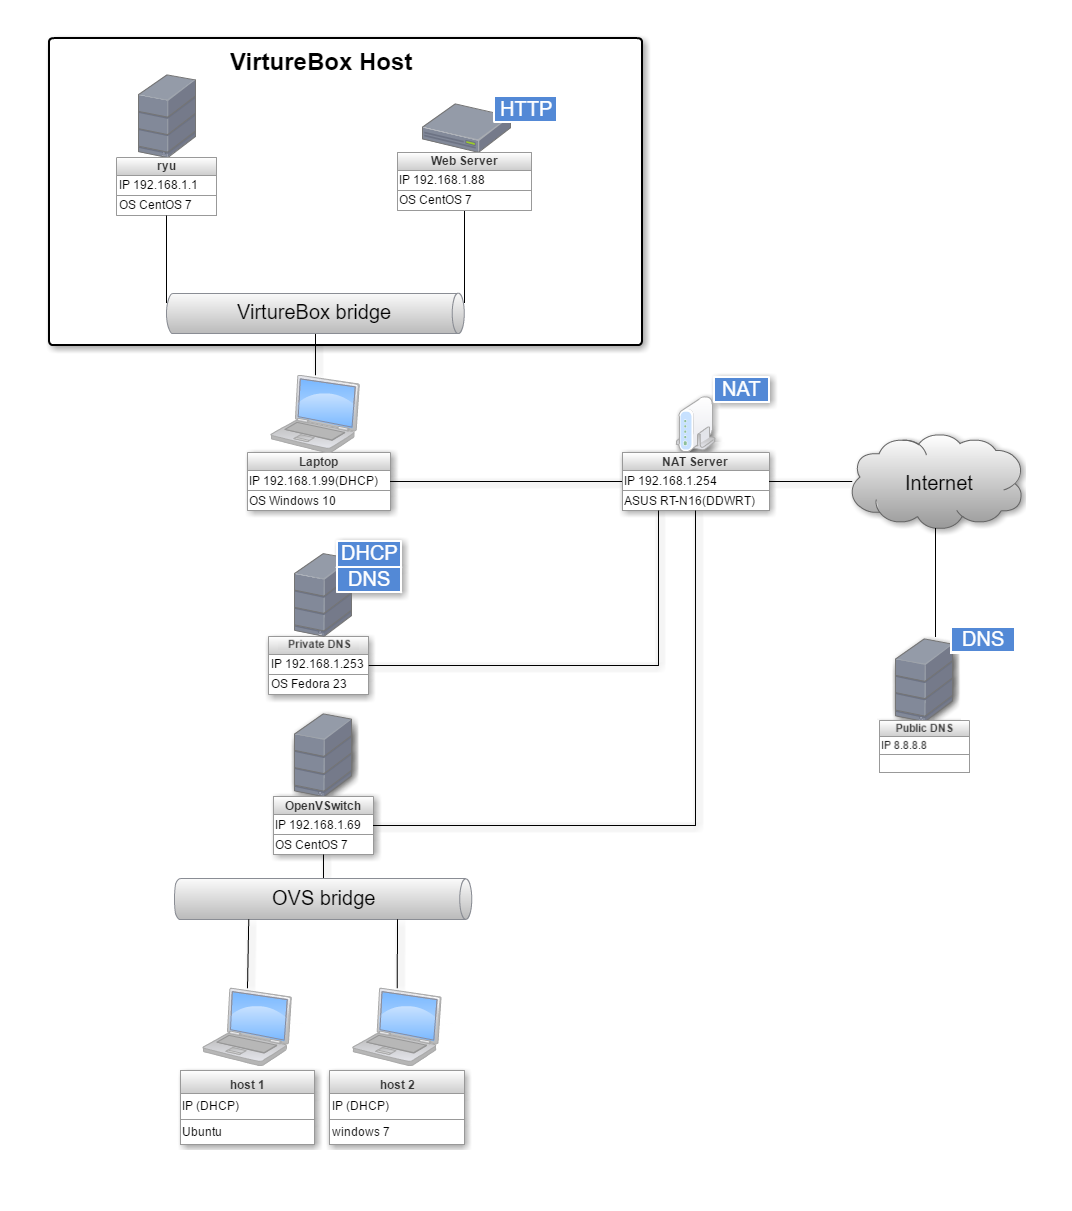 VirtureBox Host
HTTP
ryu
IP 192.168.1.1
OS CentOS 7
Web Server
IP 192.168.1.88
OS CentOS 7
VirtureBox bridge
NAT
Laptop
IP 192.168.1.99(DHCP)
OS Windows 10
NAT Server
IP 192.168.1.254
ASUS RT-N16(DDWRT)
Internet
DHCP
DNS
Private DNS
IP 192.168.1.253
OS Fedora 23
DNS
Public DNS
IP 8.8.8.8
OpenVSwitch
IP 192.168.1.69
OS CentOS 7
OVS bridge
host 1
IP (DHCP)
Ubuntu
host 2
IP (DHCP)
windows 7